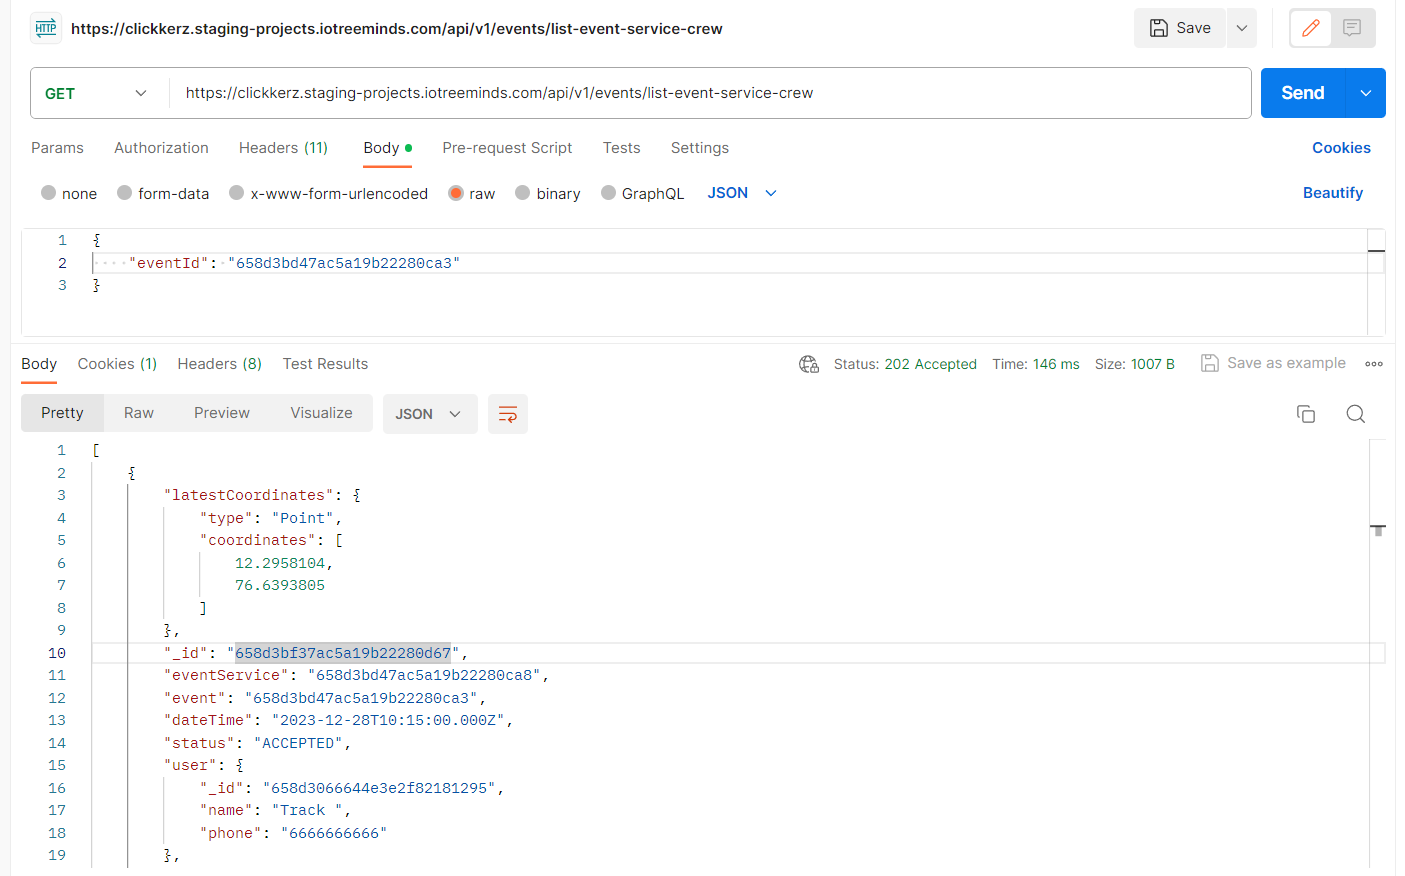 HTTP https://clickkerz.staging-projects.iotreeminds.com/api/v1/events/list-event-service-crew Save
GET https://clickkerz.staging-projects.iotreeminds.com/api/v1/events/list-event-service-crew Send
Params Authorization Headers (11) Body Pre-request Script Tests Settings Cookies
none form-data x-www-form-urlencoded raw binary GraphQL JSON Beautify
1 {
2 "eventId": "658d3bd47ac5a19b22280ca3"
3 }
Body Cookies (1) Headers (8) Test Results Status: 202 Accepted Time: 146 ms Size: 1007 B Save as example
Pretty Raw Preview Visualize JSON
1 [
2 {
3 "latestCoordinates": {
4 "type": "Point",
5 "coordinates": [
6 12.2958104,
7 76.6393805
8 ]
9 },
10 "_id": "658d3bf37ac5a19b22280d67",
11 "eventService": "658d3bd47ac5a19b22280ca8",
12 "event": "658d3bd47ac5a19b22280ca3",
13 "dateTime": "2023-12-28T10:15:00.000Z",
14 "status": "ACCEPTED",
15 "user": {
16 "_id": "658d3066644e3e2f82181295",
17 "name": "Track ",
18 "phone": "6666666666"
19 },